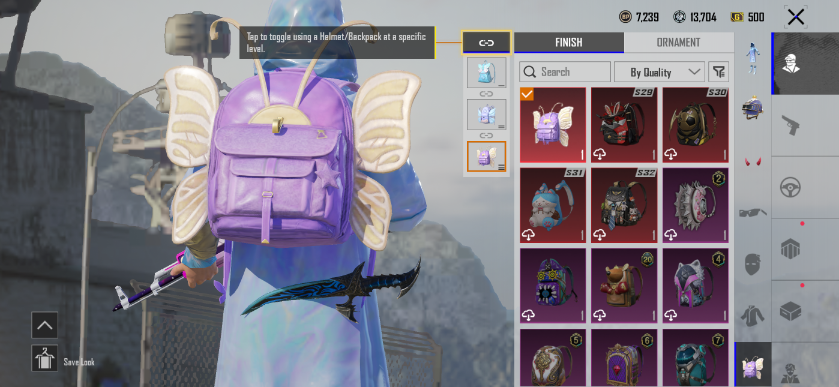 7,239
13,704
500
Tap to toggle using a Helmet/Backpack at a specific
level.
FINISH
ORNAMENT
Search
By Quality
S29
S30
S31
S32
2
20
4
5
6
7
Save Look